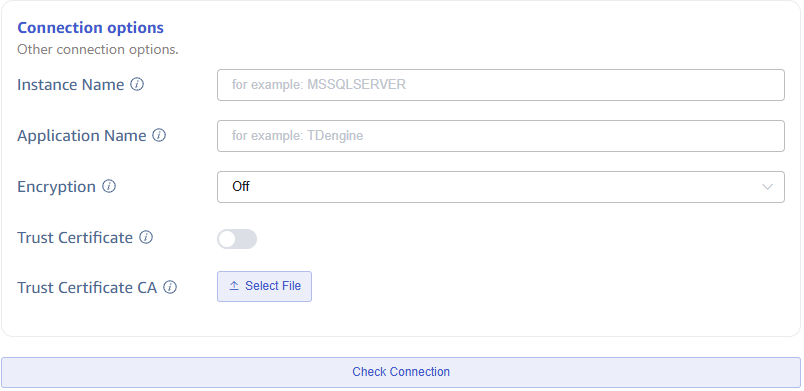 Connection options
Other connection options.
Instance Name
for example: MSSQLSERVER
Application Name
for example: TDengine
Encryption
Off
Trust Certificate
Trust Certificate CA
Select File
Check Connection